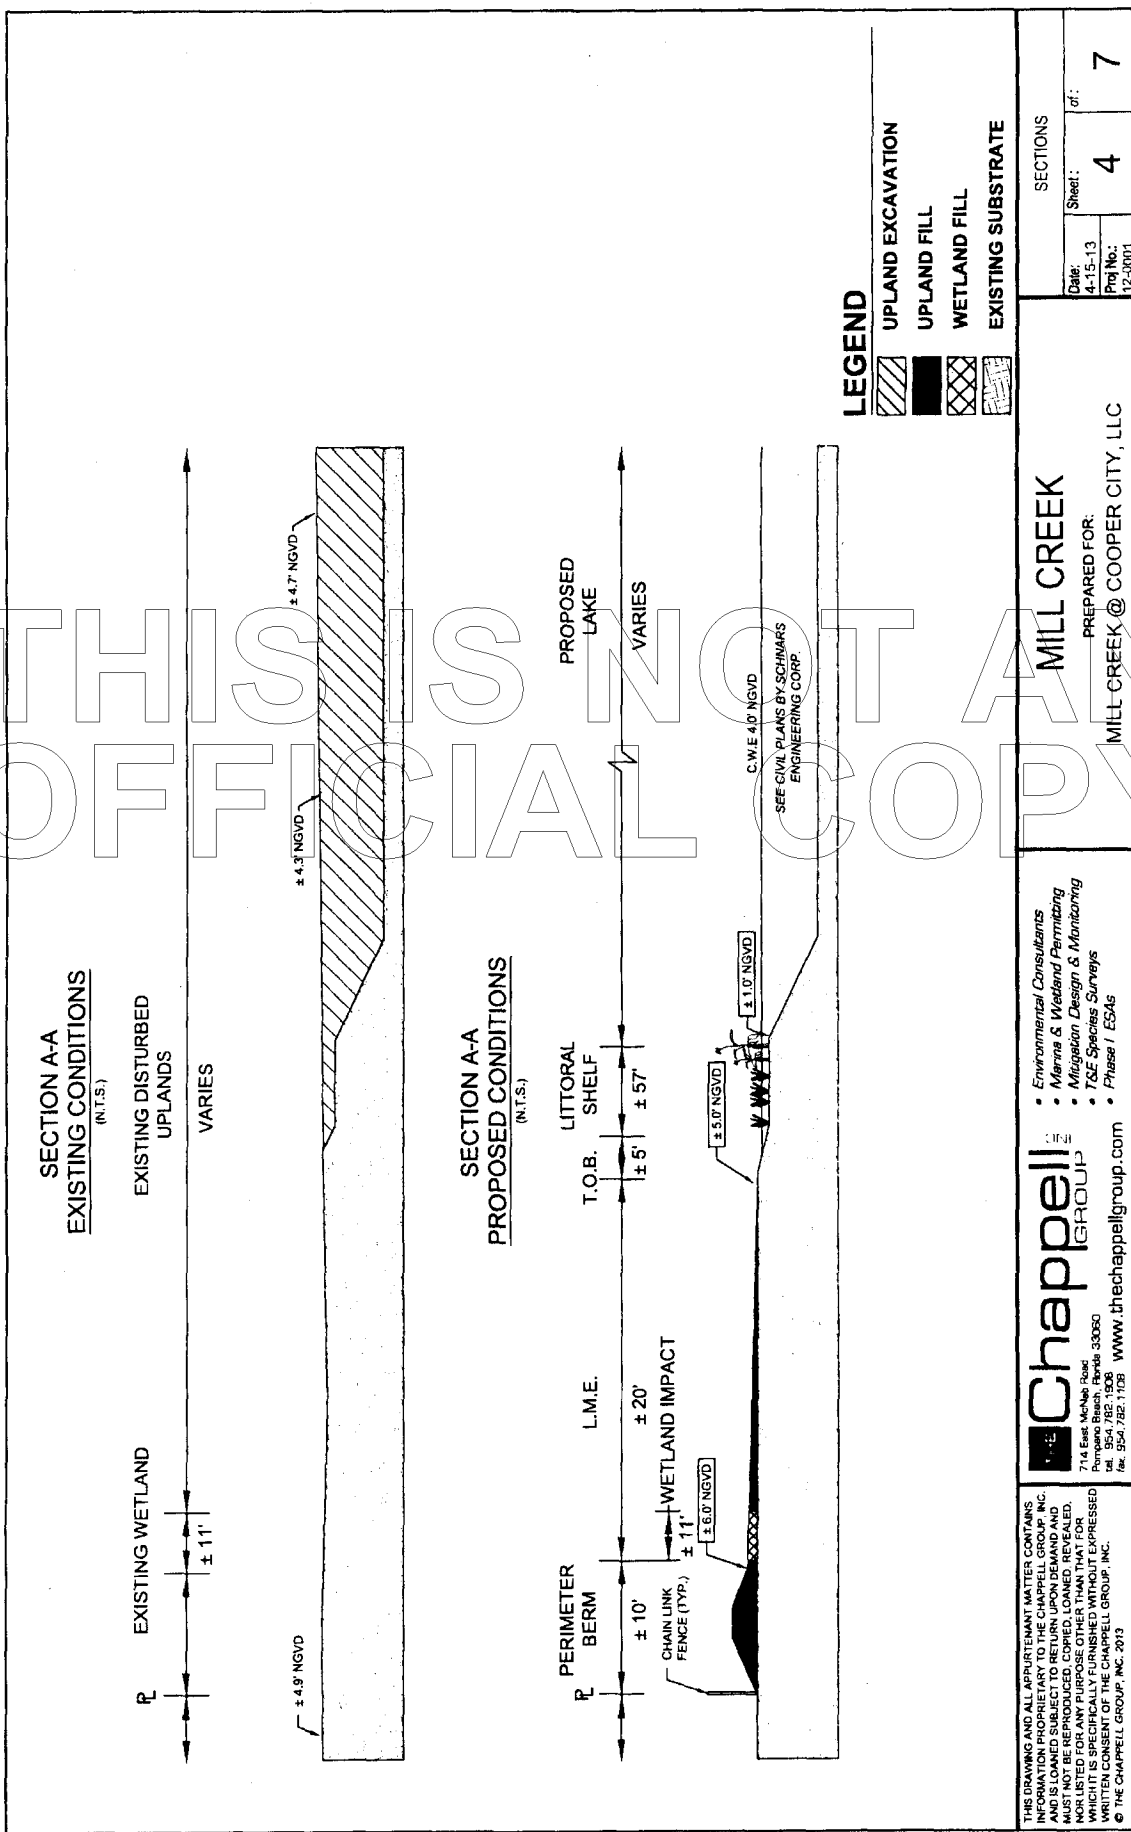 SECTION A-A
EXISTING CONDITIONS
(N.T.S.)
EXISTING WETLAND
± 11'
EXISTING DISTURBED
UPLANDS
VARIES
PL
± 4.9' NGVD
± 4.3' NGVD
± 4.7' NGVD
SECTION A-A
PROPOSED CONDITIONS
(N.T.S.)
PL
PERIMETER
BERM
± 10'
L.M.E.
± 20'
T.O.B.
± 5'
LITTORAL
SHELF
± 57'
PROPOSED
LAKE
VARIES
CHAIN LINK
FENCE (TYP.)
± 11'
WETLAND IMPACT
± 6.0' NGVD
± 5.0' NGVD
± 1.0' NGVD
C.W.E 4.0' NGVD
SEE CIVIL PLANS BY SCHNARS
ENGINEERING CORP.
LEGEND
UPLAND EXCAVATION
UPLAND FILL
WETLAND FILL
EXISTING SUBSTRATE
THIS IS NOT AN
OFFICIAL COPY
THIS DRAWING AND ALL APPURTENANT MATTER CONTAINS
INFORMATION PROPRIETARY TO THE CHAPPELL GROUP, INC.
AND IS LOANED SUBJECT TO RETURN UPON DEMAND AND
MUST NOT BE REPRODUCED, COPIED, LOANED, REVEALED,
NOR LISTED FOR ANY PURPOSE OTHER THAN THAT FOR
WHICH IT IS SPECIFICALLY FURNISHED WITHOUT EXPRESSED
WRITTEN CONSENT OF THE CHAPPELL GROUP, INC.
© THE CHAPPELL GROUP, INC. 2013
THE Chappell
GROUP INC
714 East McNab Road
Pompano Beach, Florida 33060
tel. 954.782.1908
fax. 954.782.1108 www.thechappellgroup.com
• Environmental Consultants
• Marina & Wetland Permitting
• Mitigation Design & Monitoring
• T&E Species Surveys
• Phase I ESAs
MILL CREEK
PREPARED FOR:
MILL CREEK @ COOPER CITY, LLC
SECTIONS
Date:
4-15-13
Proj No.:
12-0001
Sheet:
4
of:
7